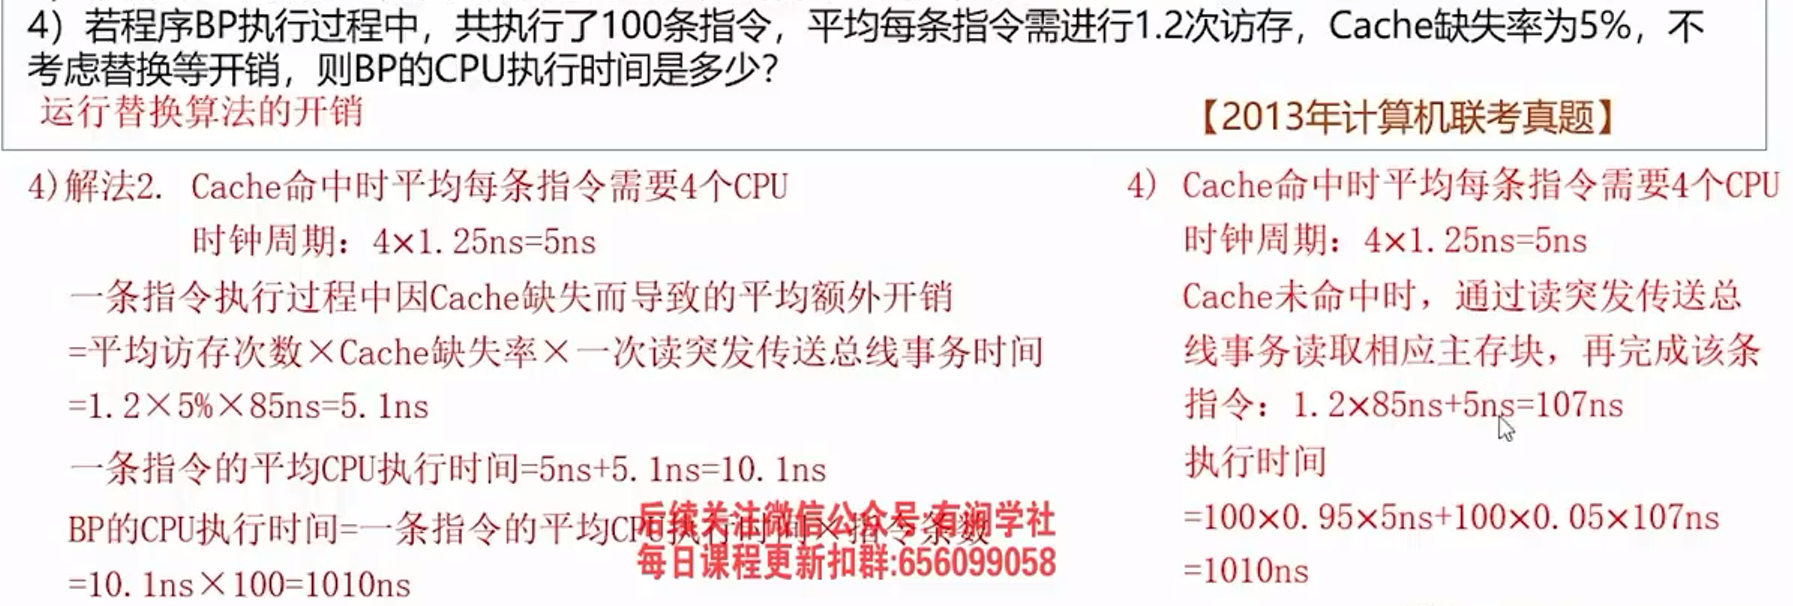 4）若程序BP执行过程中，共执行了100条指令，平均每条指令需进行1.2次访存，Cache缺失率为5%，不
考虑替换等开销，则BP的CPU执行时间是多少？
运行替换算法的开销
【2013年计算机联考真题】
4)解法2. Cache命中时平均每条指令需要4个CPU
时钟周期：4×1.25ns=5ns
一条指令执行过程中因Cache缺失而导致的平均额外开销
=平均访存次数×Cache缺失率×一次读突发传送总线事务时间
=1.2×5%×85ns=5.1ns
一条指令的平均CPU执行时间=5ns+5.1ns=10.1ns
BP的CPU执行时间=一条指令的平均CPU执行时间×指令条数
=10.1ns×100=1010ns
4) Cache命中时平均每条指令需要4个CPU
时钟周期：4×1.25ns=5ns
Cache未命中时，通过读突发传送总
线事务读取相应主存块，再完成该条
指令：1.2×85ns+5ns=107ns
执行时间
=100×0.95×5ns+100×0.05×107ns
=1010ns
后续关注微信公众号:有润学社
每日课程更新扣群:656099058